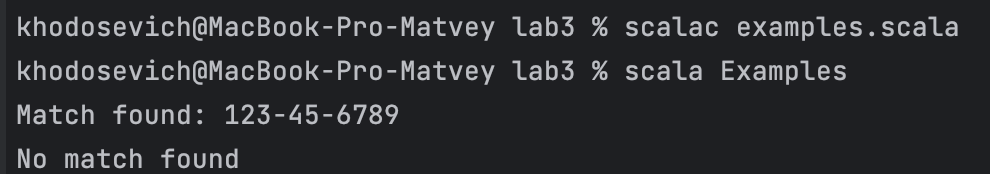 khodosevich@MacBook-Pro-Matvey lab3 % scalac examples.scala
khodosevich@MacBook-Pro-Matvey lab3 % scala Examples
Match found: 123-45-6789
No match found